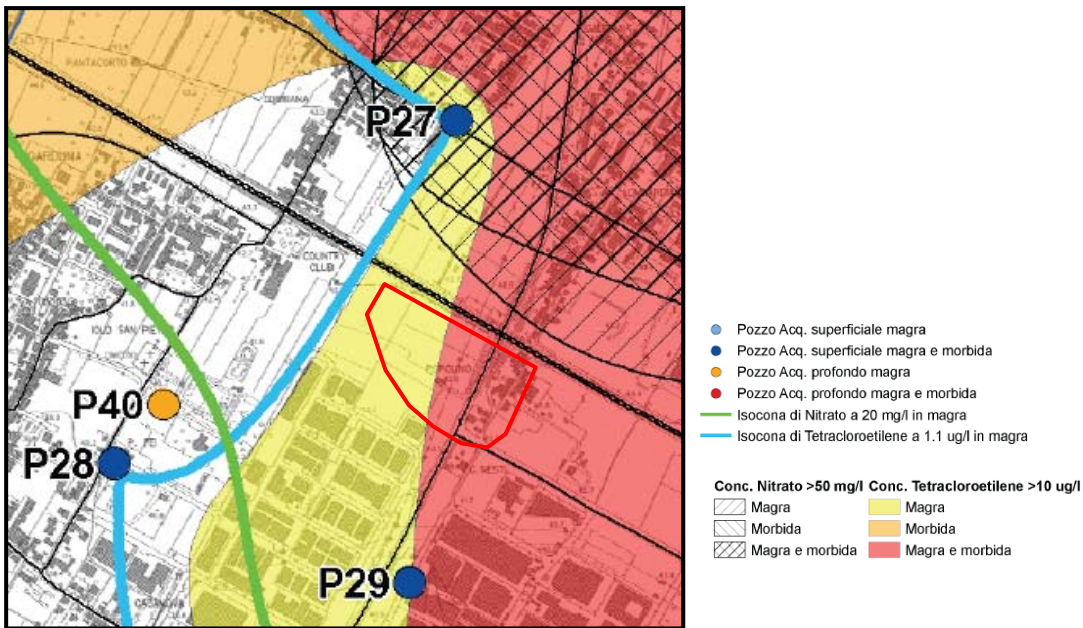 PANTACORTO
P27
COUNTRY
CLUB
P40
P28
P29
Pozzo Acq. superficiale magra
Pozzo Acq. superficiale magra e morbida
Pozzo Acq. profondo magra
Pozzo Acq. profondo magra e morbida
Isocona di Nitrato a 20 mg/l in magra
Isocona di Tetracloroetilene a 1.1 ug/l in magra
Conc. Nitrato >50 mg/l Conc. Tetracloroetilene >10 ug/l
Magra Magra
Morbida Morbida
Magra e morbida Magra e morbida